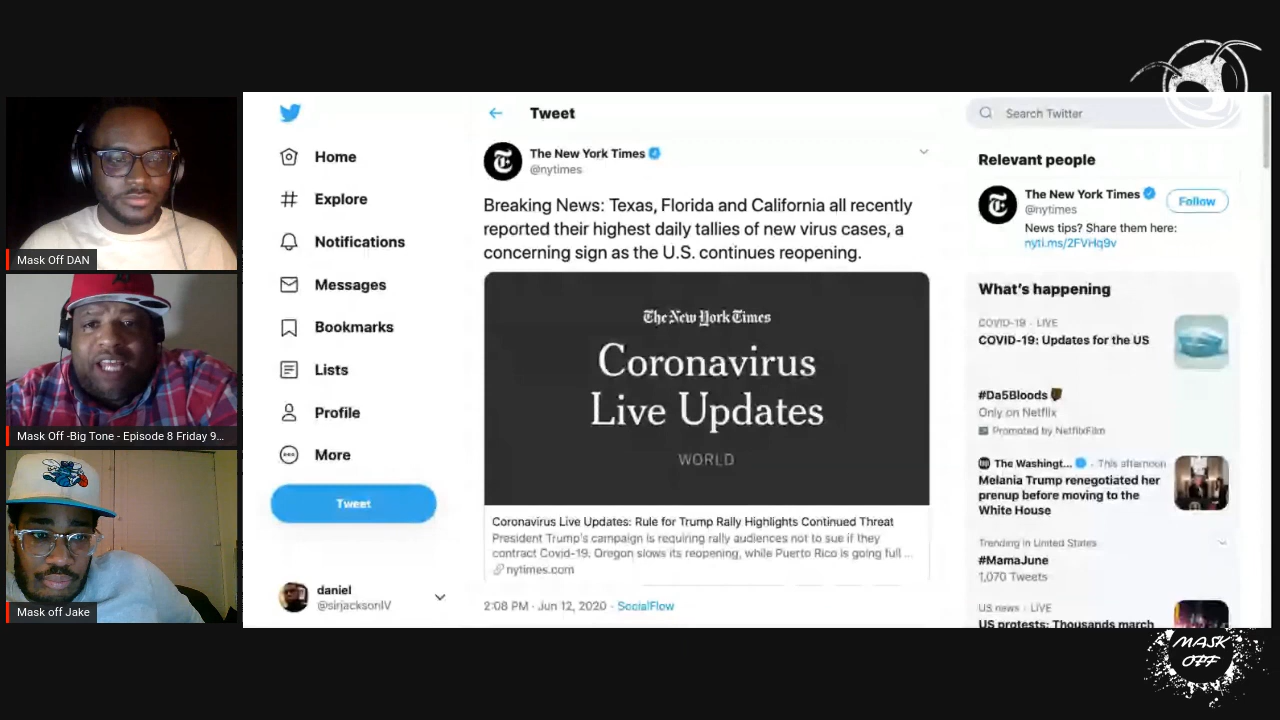 Mask Off DAN
Mask Off -Big Tone - Episode 8 Friday 9...
Mask off Jake
Home
Explore
Notifications
Messages
Bookmarks
Lists
Profile
More
Tweet
daniel
@sirjacksonIV
Tweet
The New York Times
@nytimes
Breaking News: Texas, Florida and California all recently
reported their highest daily tallies of new virus cases, a
concerning sign as the U.S. continues reopening.
The New York Times
Coronavirus
Live Updates
WORLD
Coronavirus Live Updates: Rule for Trump Rally Highlights Continued Threat
President Trump's campaign is requiring rally audiences not to sue if they
contract Covid-19. Oregon slows its reopening, while Puerto Rico is going full ...
nytimes.com
2:08 PM · Jun 12, 2020 · SocialFlow
Search Twitter
Relevant people
The New York Times
@nytimes
Follow
News tips? Share them here:
nyti.ms/2FVHq9v
What's happening
COVID-19 · LIVE
COVID-19: Updates for the US
#Da5Bloods
Only on Netflix
Promoted by NetflixFilm
The Washingt... · This afternoon
Melania Trump renegotiated her
prenup before moving to the
White House
Trending in United States
#MamaJune
1,070 Tweets
US news · LIVE
US protests: Thousands march
MASK
OFF